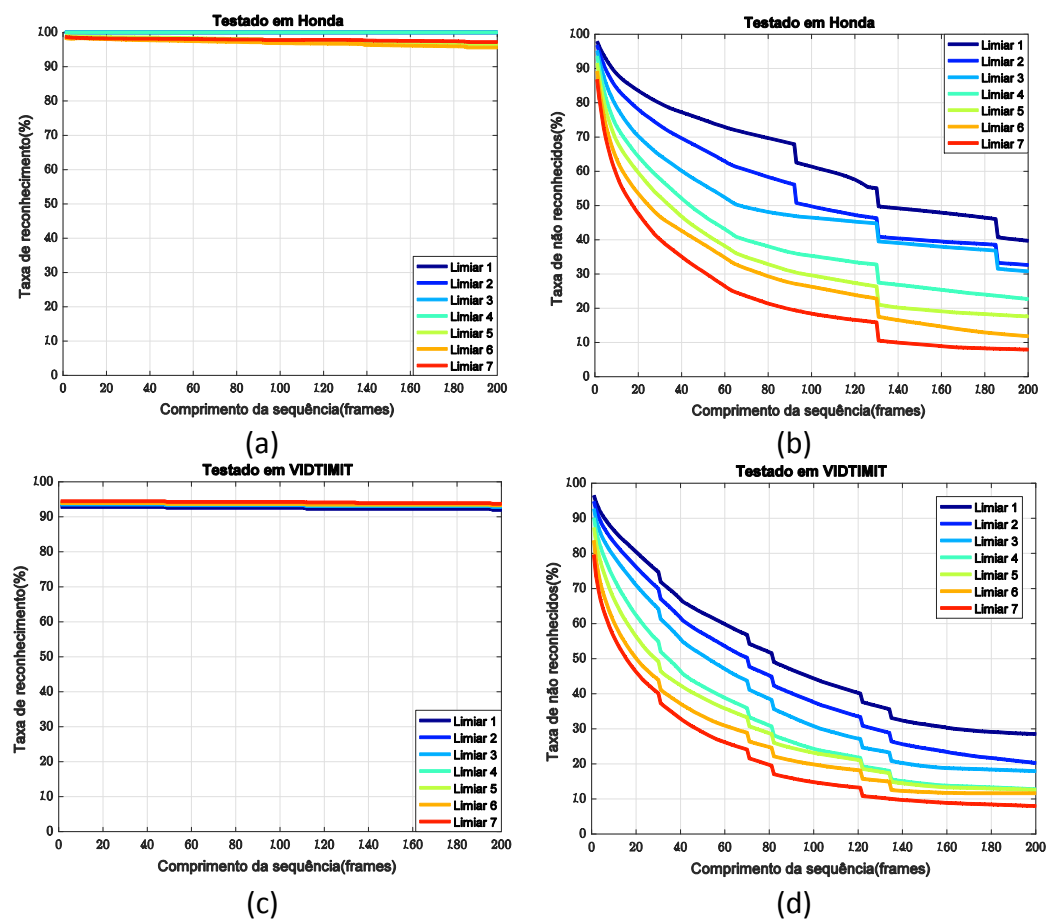 Testado em Honda
Taxa de reconhecimento(%)
100
90
80
70
60
50
40
30
20
10
0
Limiar 1
Limiar 2
Limiar 3
Limiar 4
Limiar 5
Limiar 6
Limiar 7
0 20 40 60 80 100 120 140 160 180 200
Comprimento da sequência(frames)
(a)
Testado em Honda
Taxa de não reconhecidos(%)
100
90
80
70
60
50
40
30
20
10
0
Limiar 1
Limiar 2
Limiar 3
Limiar 4
Limiar 5
Limiar 6
Limiar 7
0 20 40 60 80 100 120 140 160 180 200
Comprimento da sequência(frames)
(b)
Testado em VIDTIMIT
Taxa de reconhecimento(%)
100
90
80
70
60
50
40
30
20
10
0
Limiar 1
Limiar 2
Limiar 3
Limiar 4
Limiar 5
Limiar 6
Limiar 7
0 20 40 60 80 100 120 140 160 180 200
Comprimento da sequência(frames)
(c)
Testado em VIDTIMIT
Taxa de não reconhecidos(%)
100
90
80
70
60
50
40
30
20
10
0
Limiar 1
Limiar 2
Limiar 3
Limiar 4
Limiar 5
Limiar 6
Limiar 7
0 20 40 60 80 100 120 140 160 180 200
Comprimento da sequência(frames)
(d)